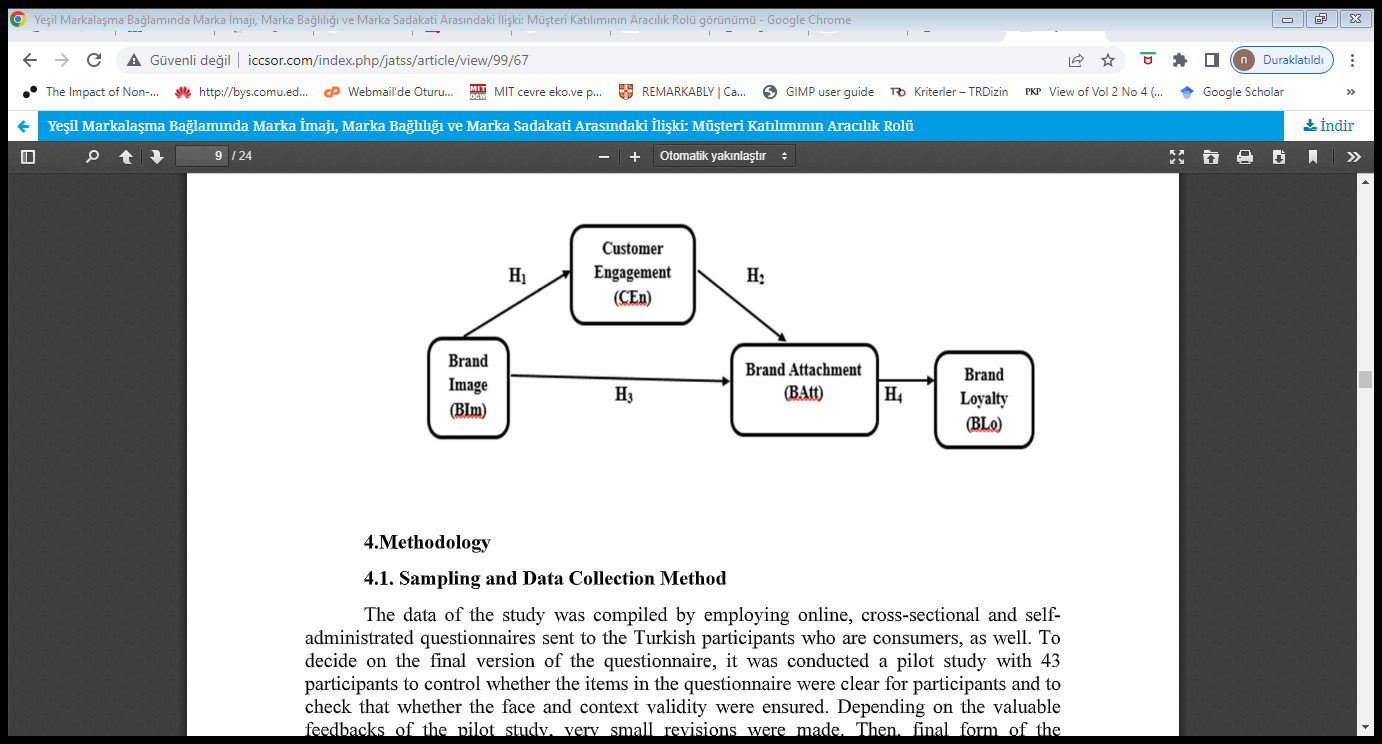 Yeşil Markalaşma Bağlamında Marka İmajı, Marka Bağlılığı ve Marka Sadakati Arasındaki İlişki: Müşteri Katılımının Aracılık Rolü görünümü - Google Chrome
Güvenli değil | iccsor.com/index.php/jatss/article/view/99/67
n Duraklatıldı
The Impact of Non-... http://bys.comu.ed... Webmail'de Oturu... MIT cevre eko.ve p... REMARKABLY | Ca... GIMP user guide Kriterler – TRDizin PKP View of Vol 2 No 4 (... Google Scholar »
Yeşil Markalaşma Bağlamında Marka İmajı, Marka Bağlılığı ve Marka Sadakati Arasındaki İlişki: Müşteri Katılımının Aracılık Rolü
İndir
9 / 24
Otomatik yakınlaştır
Customer
Engagement
(CEn)
H1
H2
Brand
Image
(BIm)
H3
Brand Attachment
(BAtt)
H4
Brand
Loyalty
(BLo)
4.Methodology
4.1. Sampling and Data Collection Method
The data of the study was compiled by employing online, cross-sectional and self-
administrated questionnaires sent to the Turkish participants who are consumers, as well. To
decide on the final version of the questionnaire, it was conducted a pilot study with 43
participants to control whether the items in the questionnaire were clear for participants and to
check that whether the face and context validity were ensured. Depending on the valuable
feedbacks of the pilot study, very small revisions were made. Then, final form of the